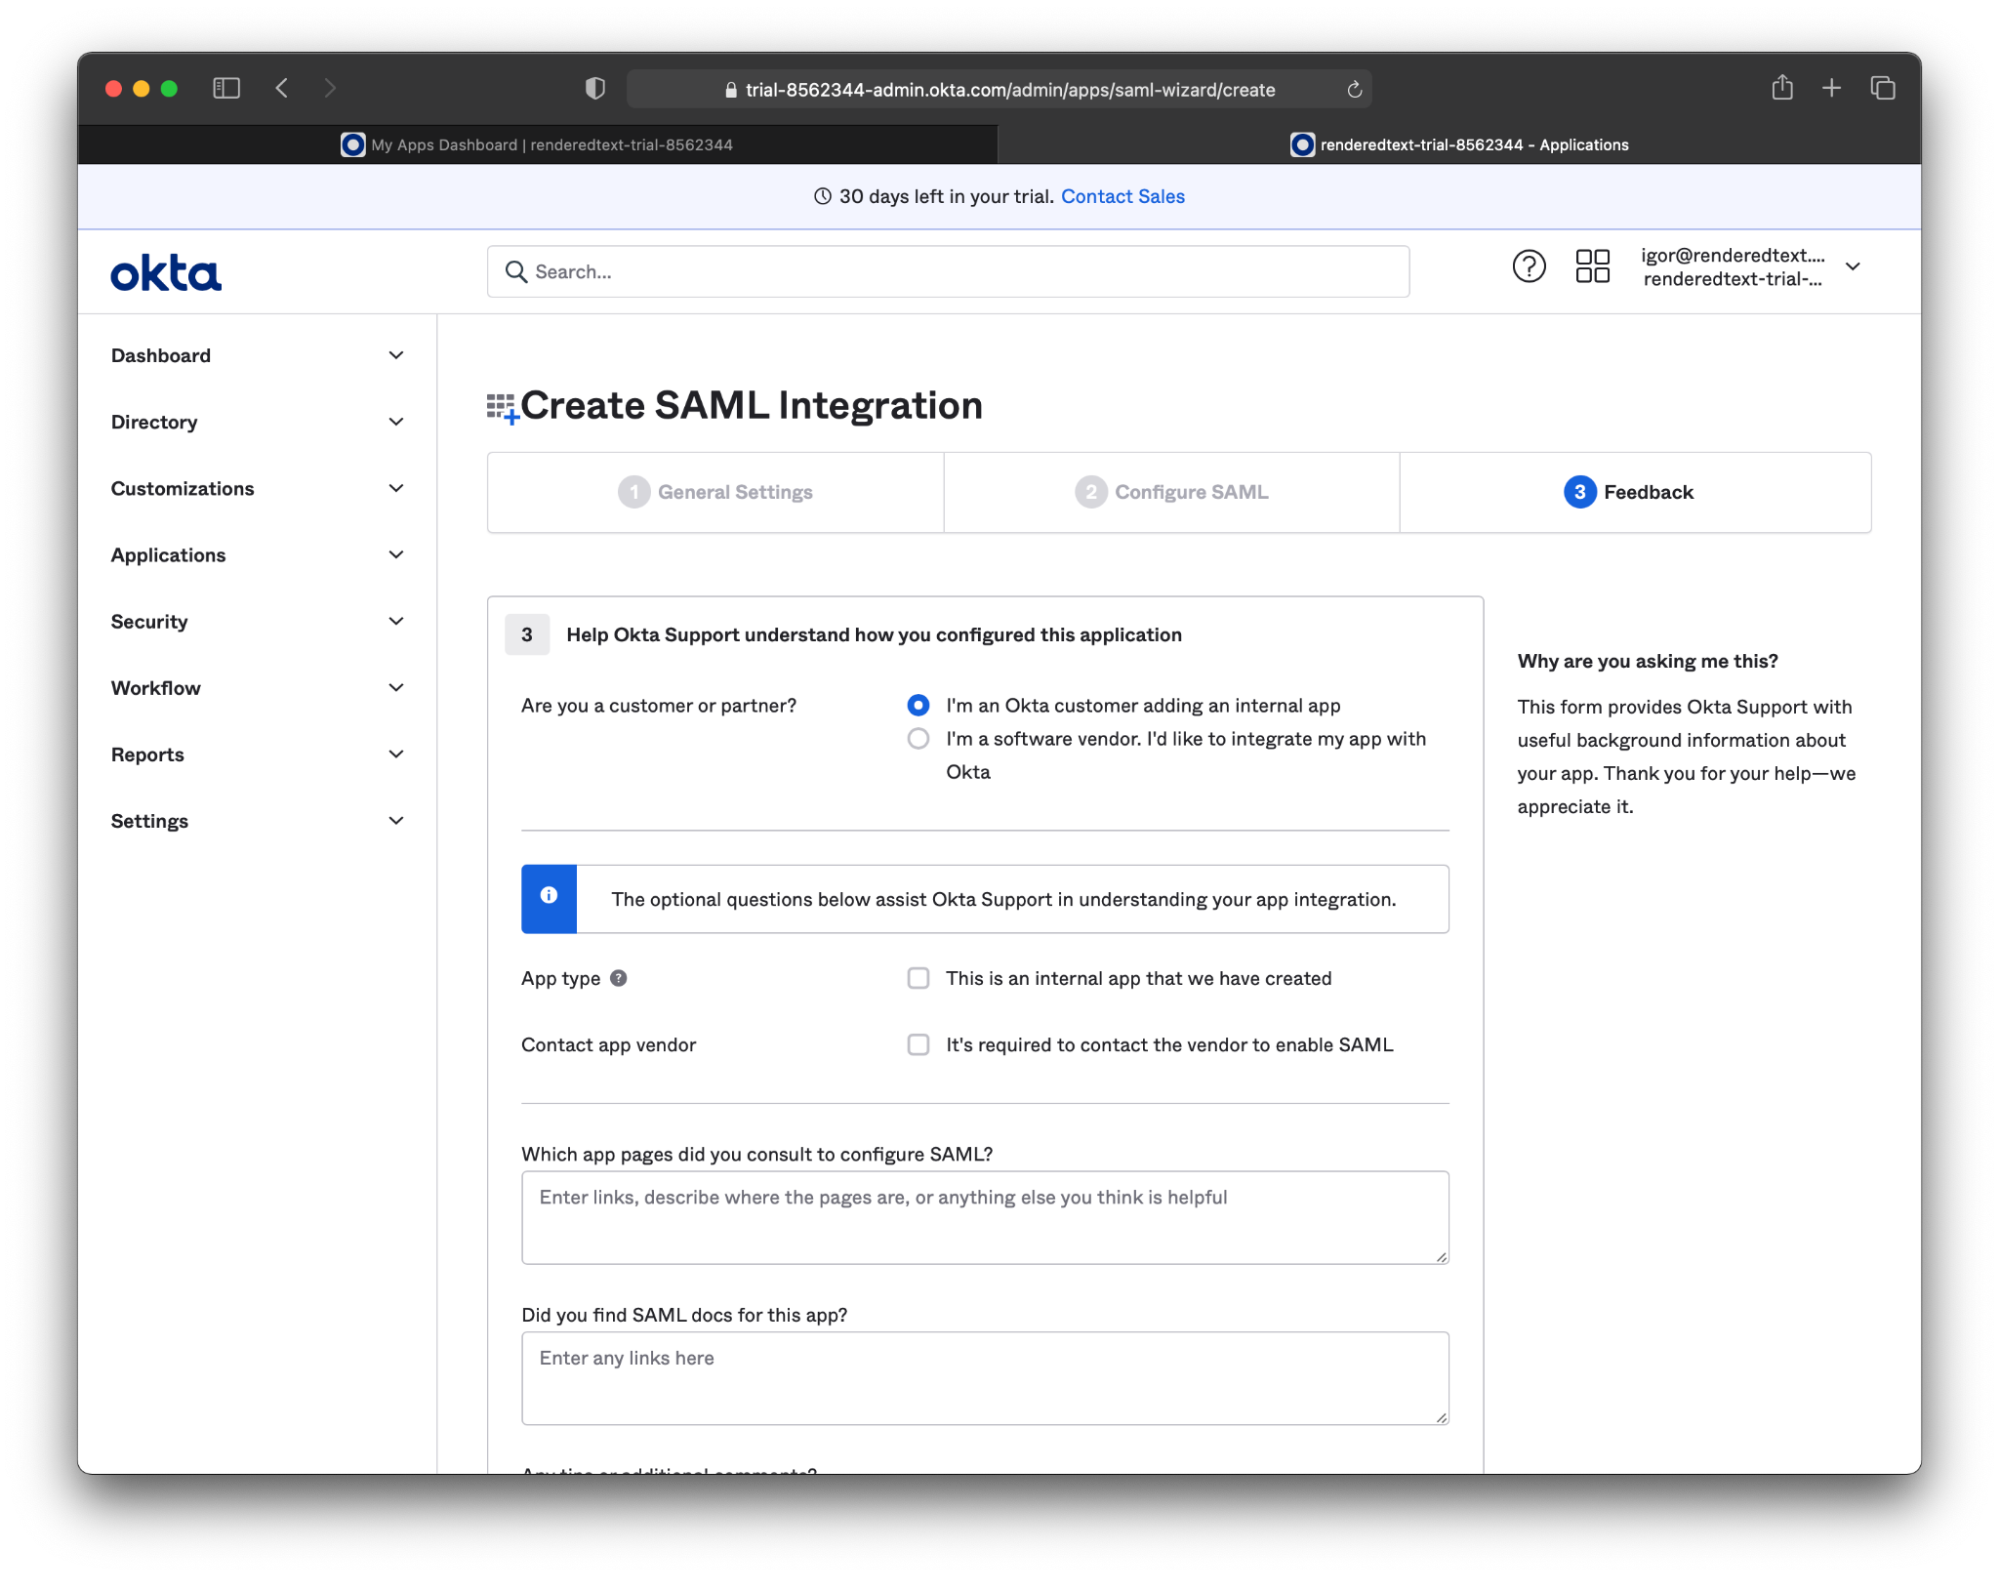 trial-8562344-admin.okta.com/admin/apps/saml-wizard/create
My Apps Dashboard | renderedtext-trial-8562344
renderedtext-trial-8562344 - Applications
30 days left in your trial. Contact Sales
okta
Search...
igor@renderedtext....
renderedtext-trial-...
Dashboard
Directory
Customizations
Applications
Security
Workflow
Reports
Settings
Create SAML Integration
1 General Settings
2 Configure SAML
3 Feedback
3 Help Okta Support understand how you configured this application
Are you a customer or partner?
I'm an Okta customer adding an internal app
I'm a software vendor. I'd like to integrate my app with
Okta
The optional questions below assist Okta Support in understanding your app integration.
App type
This is an internal app that we have created
Contact app vendor
It's required to contact the vendor to enable SAML
Which app pages did you consult to configure SAML?
Enter links, describe where the pages are, or anything else you think is helpful
Did you find SAML docs for this app?
Enter any links here
Any tips or additional comments?
Why are you asking me this?
This form provides Okta Support with
useful background information about
your app. Thank you for your help—we
appreciate it.